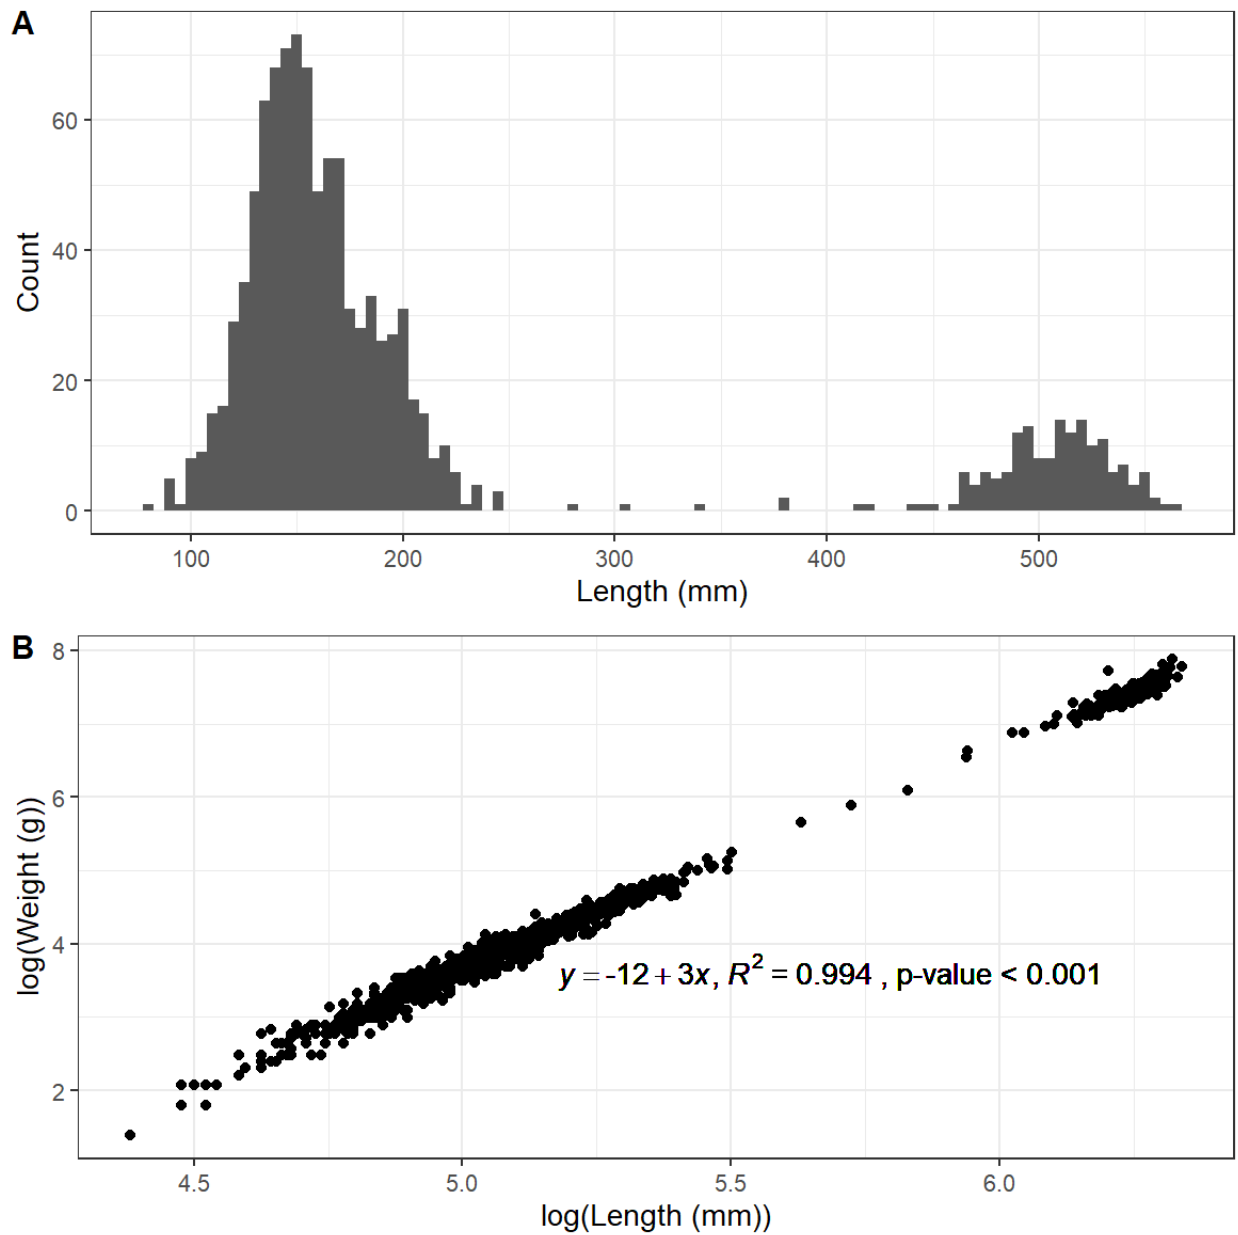 A
60
40
20
0
Count
100 200 300 400 500
Length (mm)
B
8
6
4
2
log(Weight (g))
y = -12 + 3x, R² = 0.994 , p-value < 0.001
4.5 5.0 5.5 6.0
log(Length (mm))